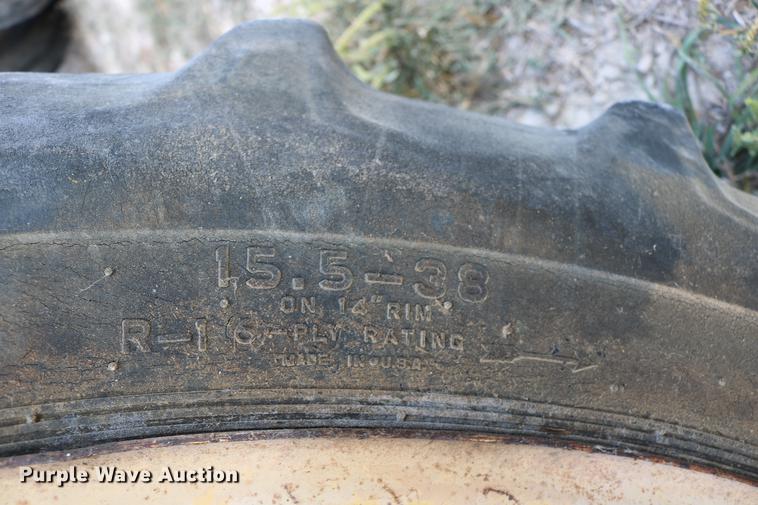 15.5-38
ON 14" RIM
R-1 6-PLY RATING
MADE IN U.S.A.
Purple Wave Auction